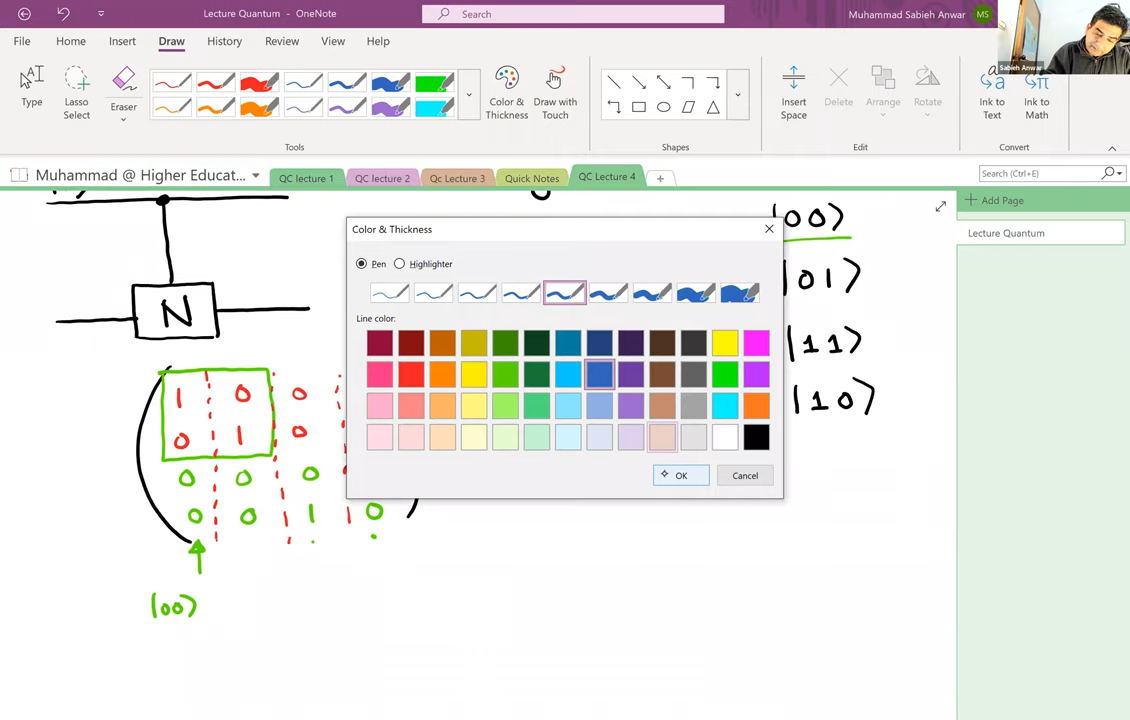 Lecture Quantum - OneNote
Search
Muhammad Sabieh Anwar MS
Sabieh Anwar
File Home Insert Draw History Review View Help
Type
Lasso Select
Eraser
Color & Thickness
Draw with Touch
Insert Space
Delete
Arrange
Rotate
Ink to Text
Ink to Math
Tools
Shapes
Edit
Convert
Muhammad @ Higher Educat...
QC lecture 1
QC lecture 2
Qc Lecture 3
Quick Notes
QC Lecture 4
Search (Ctrl+E)
Add Page
Lecture Quantum
|00⟩
|01⟩
|11⟩
|10⟩
Color & Thickness
Pen
Highlighter
Line color:
OK
Cancel
N
1 0 0
0 1 0
0 0 0
0 0 1 1 0
|00⟩